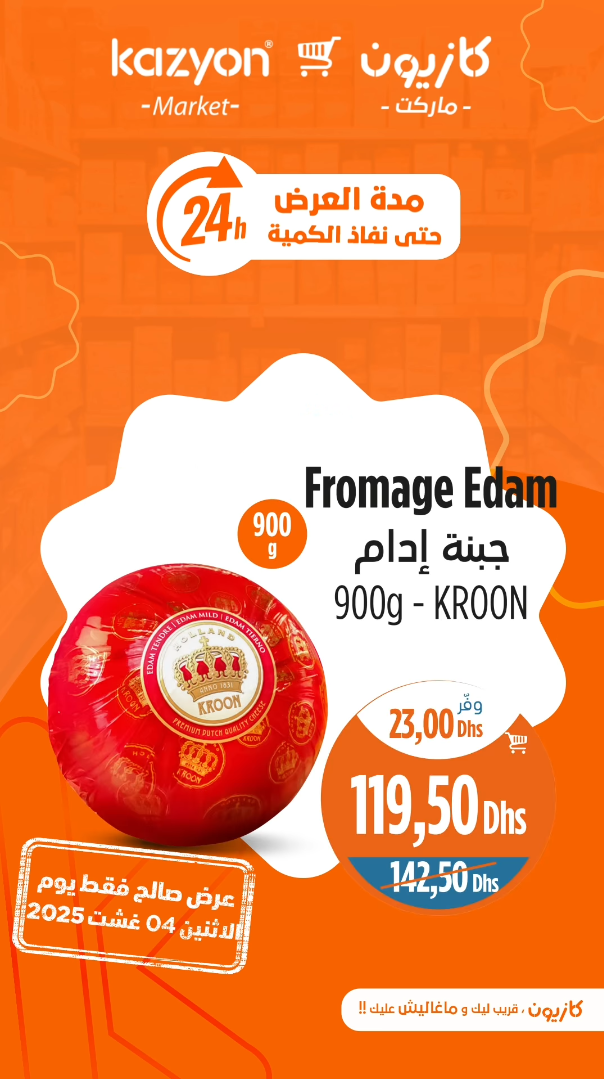 kazyon® كازيون
-Market- - ماركت -
24h
مدة العرض
حتى نفاذ الكمية
Fromage Edam
900
g
جبنة إدام
900g - KROON
EDAM TENDRE | EDAM MILD | EDAM TIERNO
HOLLAND
ANNO 1831
KROON
PREMIUM DUTCH QUALITY CHEESE
وفّر
23,00 Dhs
119,50 Dhs
142,50 Dhs
عرض صالح فقط يوم
الاثنين 04 غشت 2025
كازيون ، قريب ليك و ماغاليش عليك !!